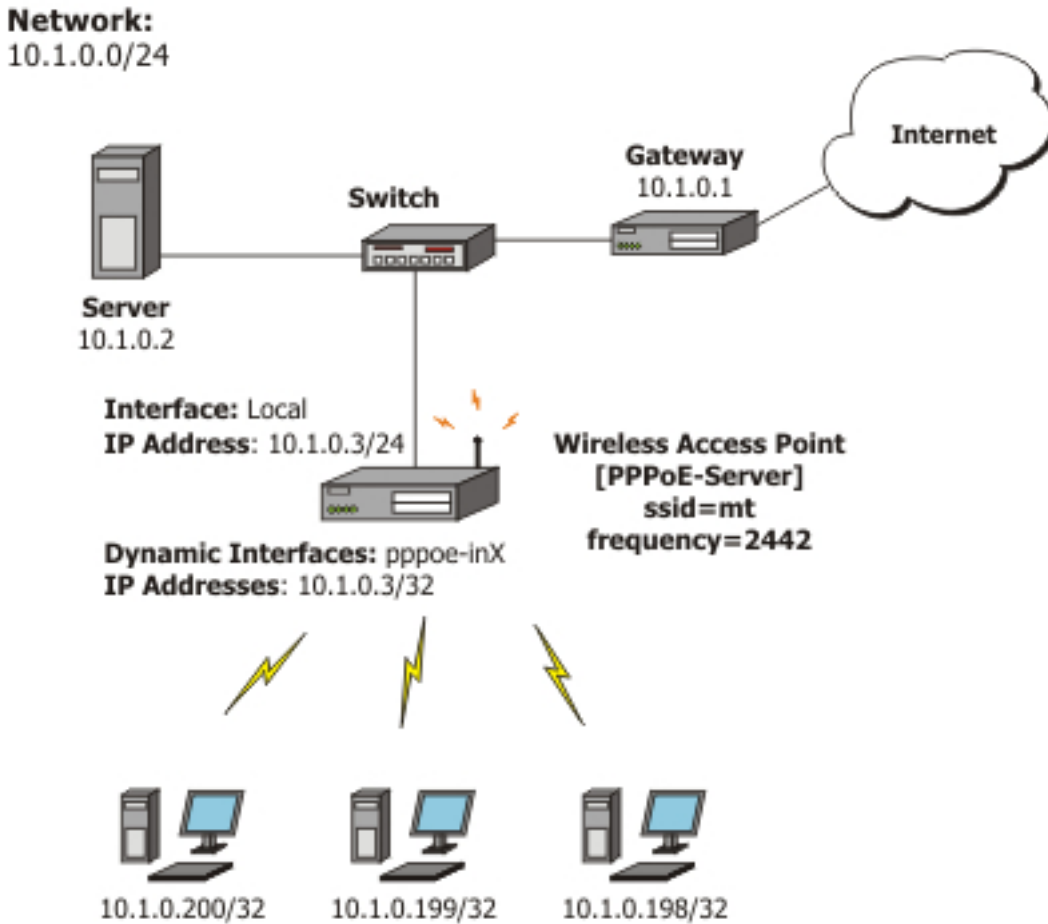 Network:
10.1.0.0/24
Internet
Gateway
10.1.0.1
Switch
Server
10.1.0.2
Interface: Local
IP Address: 10.1.0.3/24
Wireless Access Point
[PPPoE-Server]
ssid=mt
frequency=2442
Dynamic Interfaces: pppoe-inX
IP Addresses: 10.1.0.3/32
10.1.0.200/32
10.1.0.199/32
10.1.0.198/32